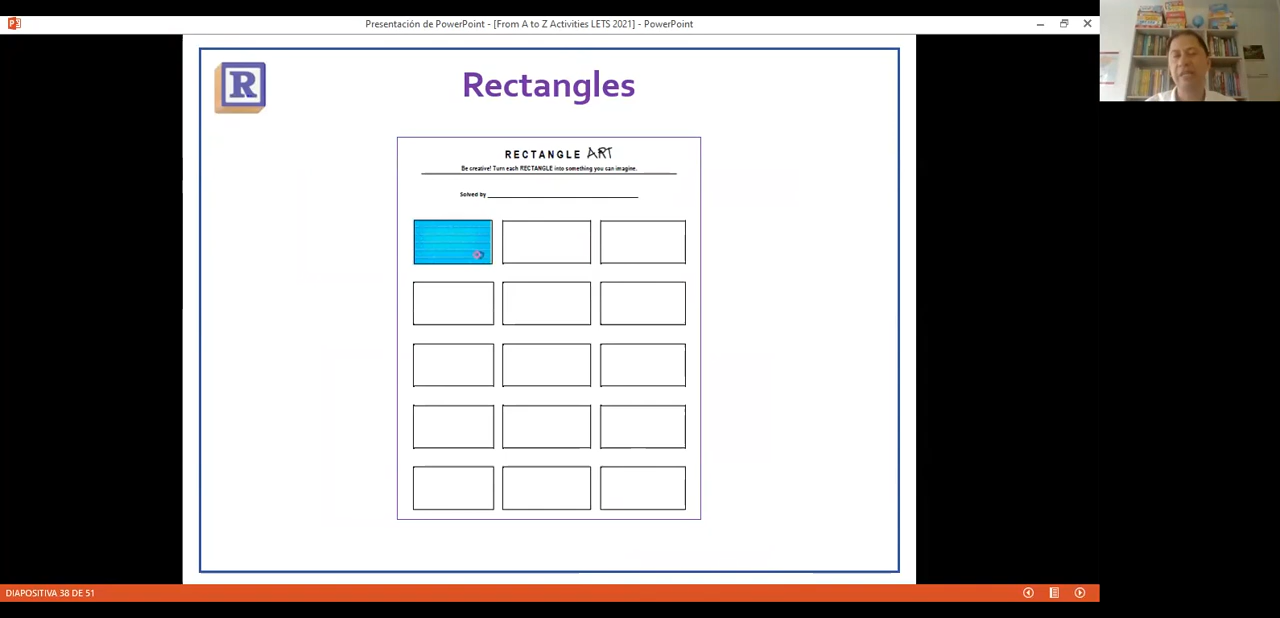 Presentación de PowerPoint - [From A to Z Activities LETS 2021] - PowerPoint
R
Rectangles
RECTANGLE ART
Be creative! Turn each RECTANGLE into something you can imagine.
Solved by
DIAPOSITIVA 38 DE 51